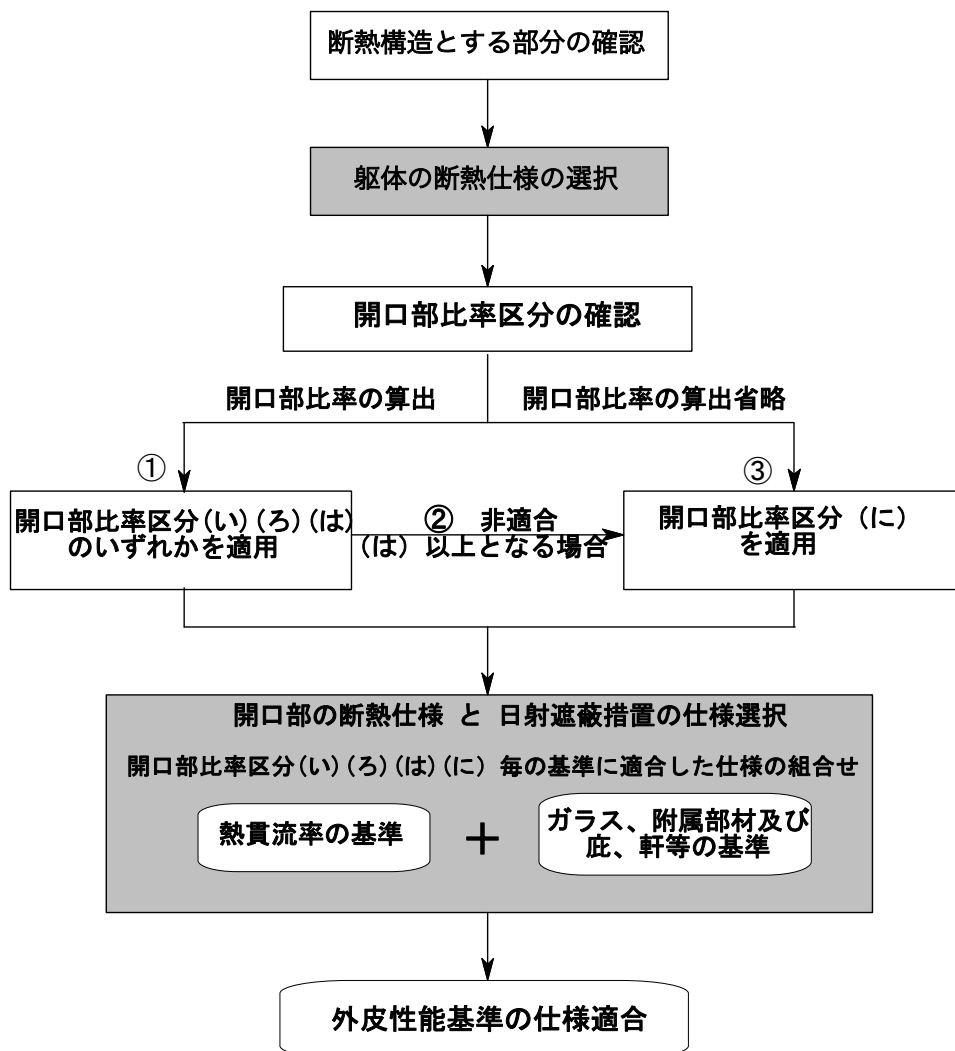 断熱構造とする部分の確認
躯体の断熱仕様の選択
開口部比率区分の確認
開口部比率の算出
開口部比率の算出省略
①
③
開口部比率区分(い)(ろ)(は)
のいずれかを適用
② 非適合
(は) 以上となる場合
開口部比率区分 (に)
を適用
開口部の断熱仕様 と 日射遮蔽措置の仕様選択
開口部比率区分(い)(ろ)(は)(に) 毎の基準に適合した仕様の組合せ
熱貫流率の基準
+
ガラス、附属部材及び
庇、軒等の基準
外皮性能基準の仕様適合